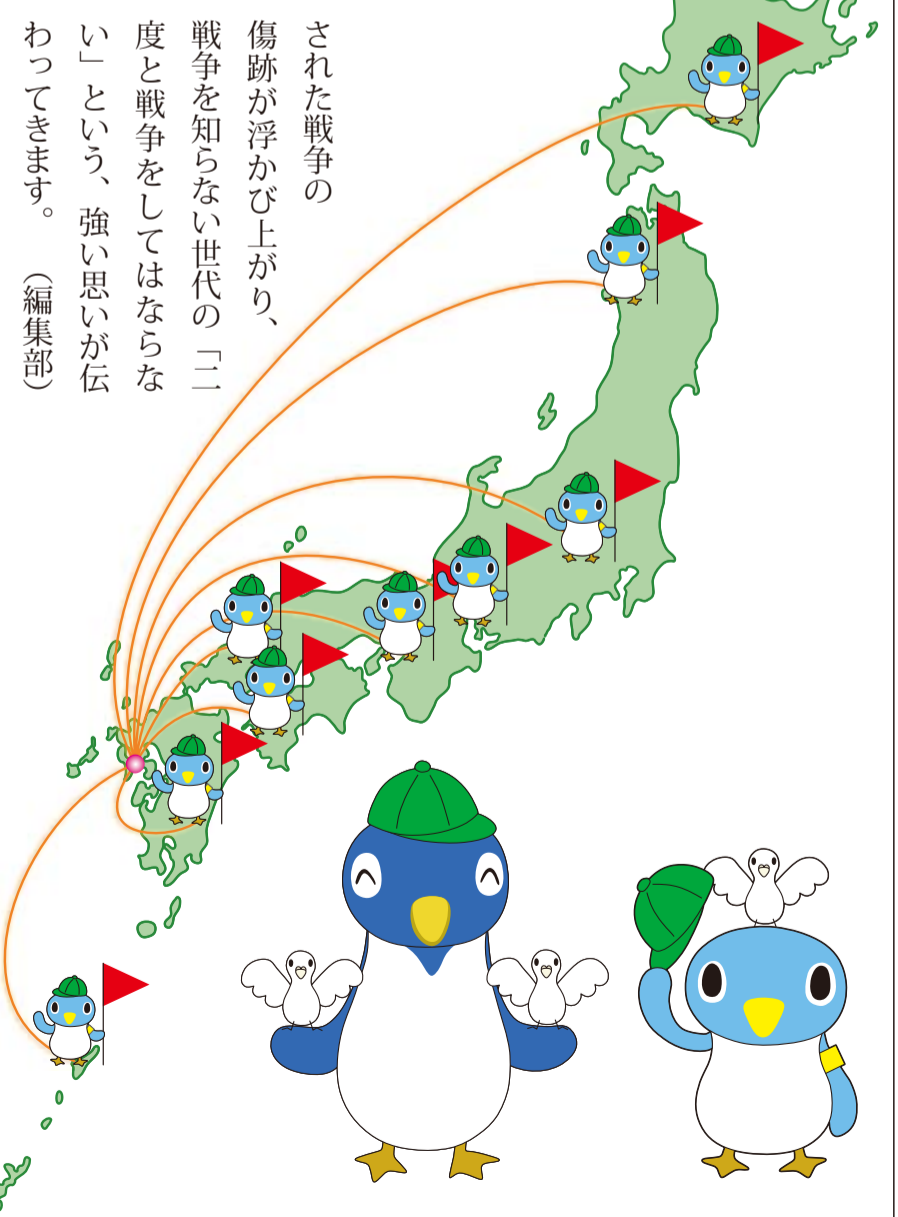 された戦争の
傷跡が浮かび上がり、
戦争を知らない世代の「二
度と戦争をしてはならな
い」という、強い思いが伝
わってきます。　（編集部）